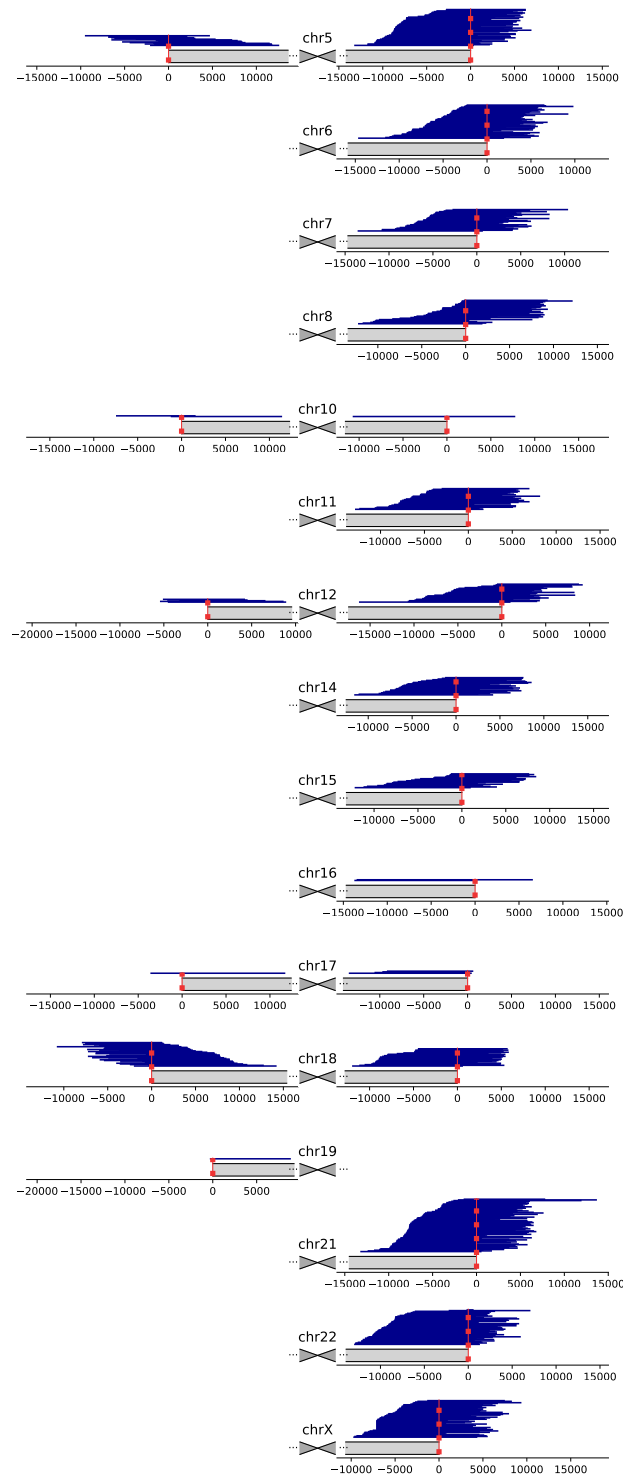 chr5
−15000 −10000 −5000 0 5000 10000 −15000 −10000 −5000 0 5000 10000 15000
chr6
−15000 −10000 −5000 0 5000 10000
chr7
−15000 −10000 −5000 0 5000 10000
chr8
−10000 −5000 0 5000 10000 15000
chr10
−15000 −10000 −5000 0 5000 10000 −10000 −5000 0 5000 10000 15000
chr11
−10000 −5000 0 5000 10000 15000
chr12
−20000 −15000 −10000 −5000 0 5000 10000 −15000 −10000 −5000 0 5000 10000
chr14
−10000 −5000 0 5000 10000 15000
chr15
−10000 −5000 0 5000 10000 15000
chr16
−15000 −10000 −5000 0 5000 10000 15000
chr17
−15000 −10000 −5000 0 5000 10000 −10000 −5000 0 5000 10000 15000
chr18
−10000 −5000 0 5000 10000 15000 −10000 −5000 0 5000 10000 15000
chr19
−20000 −15000 −10000 −5000 0 5000
chr21
−15000 −10000 −5000 0 5000 10000 15000
chr22
−10000 −5000 0 5000 10000 15000
chrX
−10000 −5000 0 5000 10000 15000